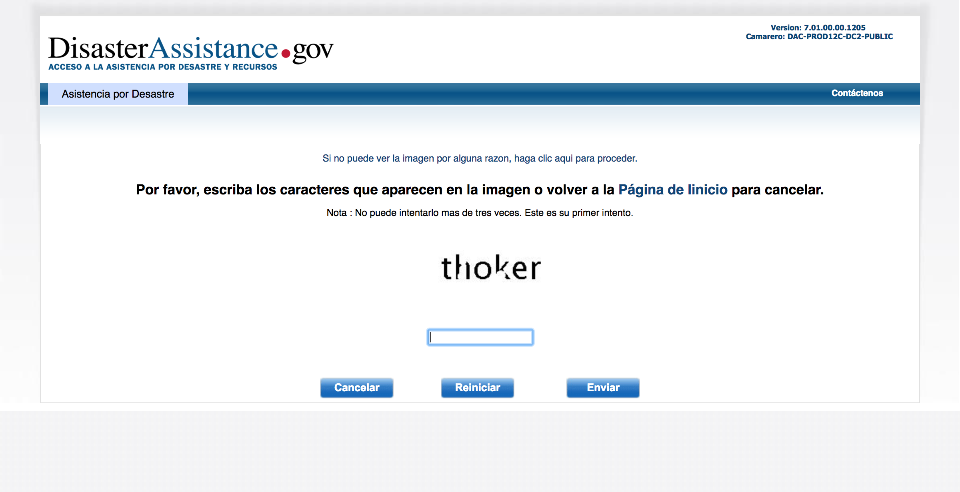 Version: 7.01.00.00.1205
Camarero: DAC-PROD12C-DC2-PUBLIC
DisasterAssistance.gov
ACCESO A LA ASISTENCIA POR DESASTRE Y RECURSOS
Asistencia por Desastre
Contáctenos
Si no puede ver la imagen por alguna razon, haga clic aqui para proceder.
Por favor, escriba los caracteres que aparecen en la imagen o volver a la Página de Iinicio para cancelar.
Nota : No puede intentarlo mas de tres veces. Este es su primer intento.
thoker
Cancelar Reiniciar Enviar